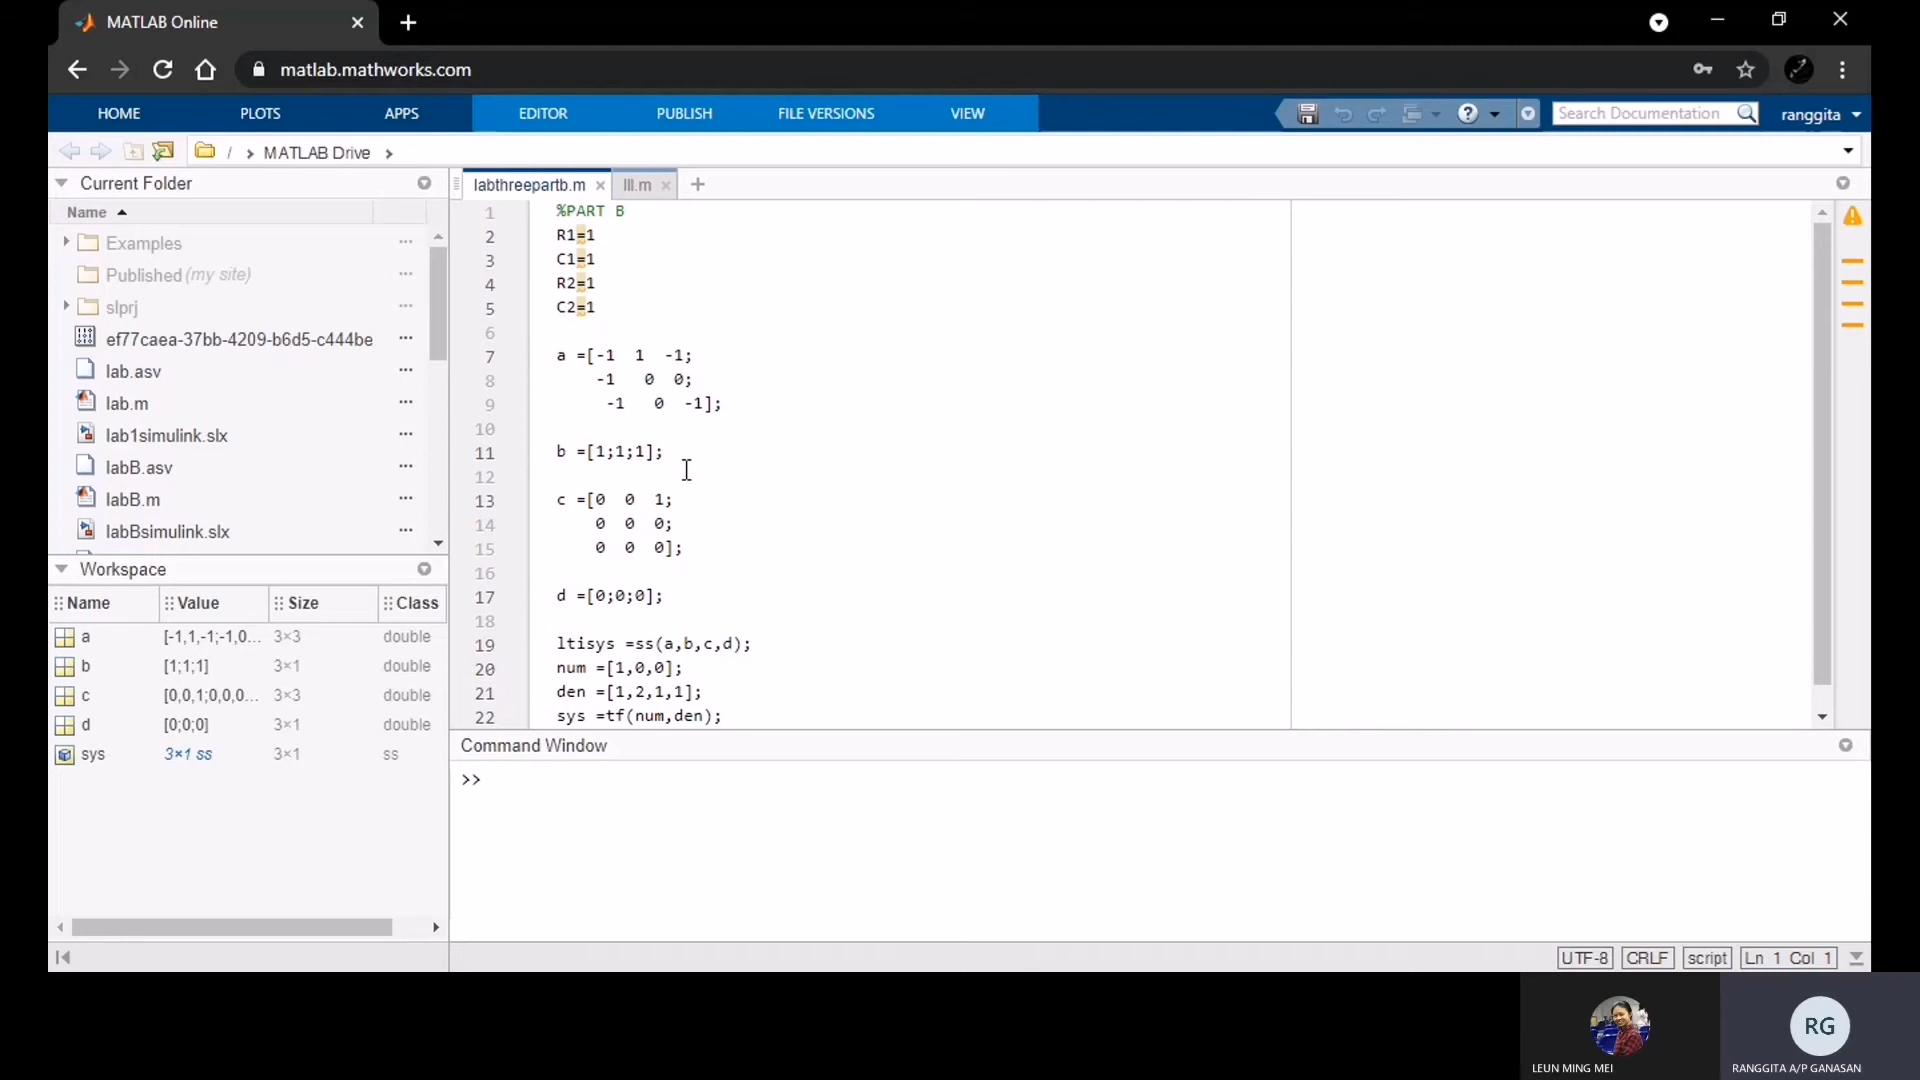 MATLAB Online
matlab.mathworks.com
HOME PLOTS APPS EDITOR PUBLISH FILE VERSIONS VIEW Search Documentation ranggita
/ > MATLAB Drive >
Current Folder
Name
Examples
Published (my site)
slprj
ef77caea-37bb-4209-b6d5-c444be
lab.asv
lab.m
lab1simulink.slx
labB.asv
labB.m
labBsimulink.slx
Workspace
Name Value Size Class
a [-1,1,-1;-1,0... 3×3 double
b [1;1;1] 3×1 double
c [0,0,1;0,0,0... 3×3 double
d [0;0;0] 3×1 double
sys 3×1 ss 3×1 ss
labthreepartb.m lll.m
1 %PART B
2 R1=1
3 C1=1
4 R2=1
5 C2=1
6
7 a =[-1 1 -1;
8 -1 0 0;
9 -1 0 -1];
10
11 b =[1;1;1];
12
13 c =[0 0 1;
14 0 0 0;
15 0 0 0];
16
17 d =[0;0;0];
18
19 ltisys =ss(a,b,c,d);
20 num =[1,0,0];
21 den =[1,2,1,1];
22 sys =tf(num,den);
Command Window
>>
UTF-8 CRLF script Ln 1 Col 1
RG
LEUN MING MEI RANGGITA A/P GANASAN